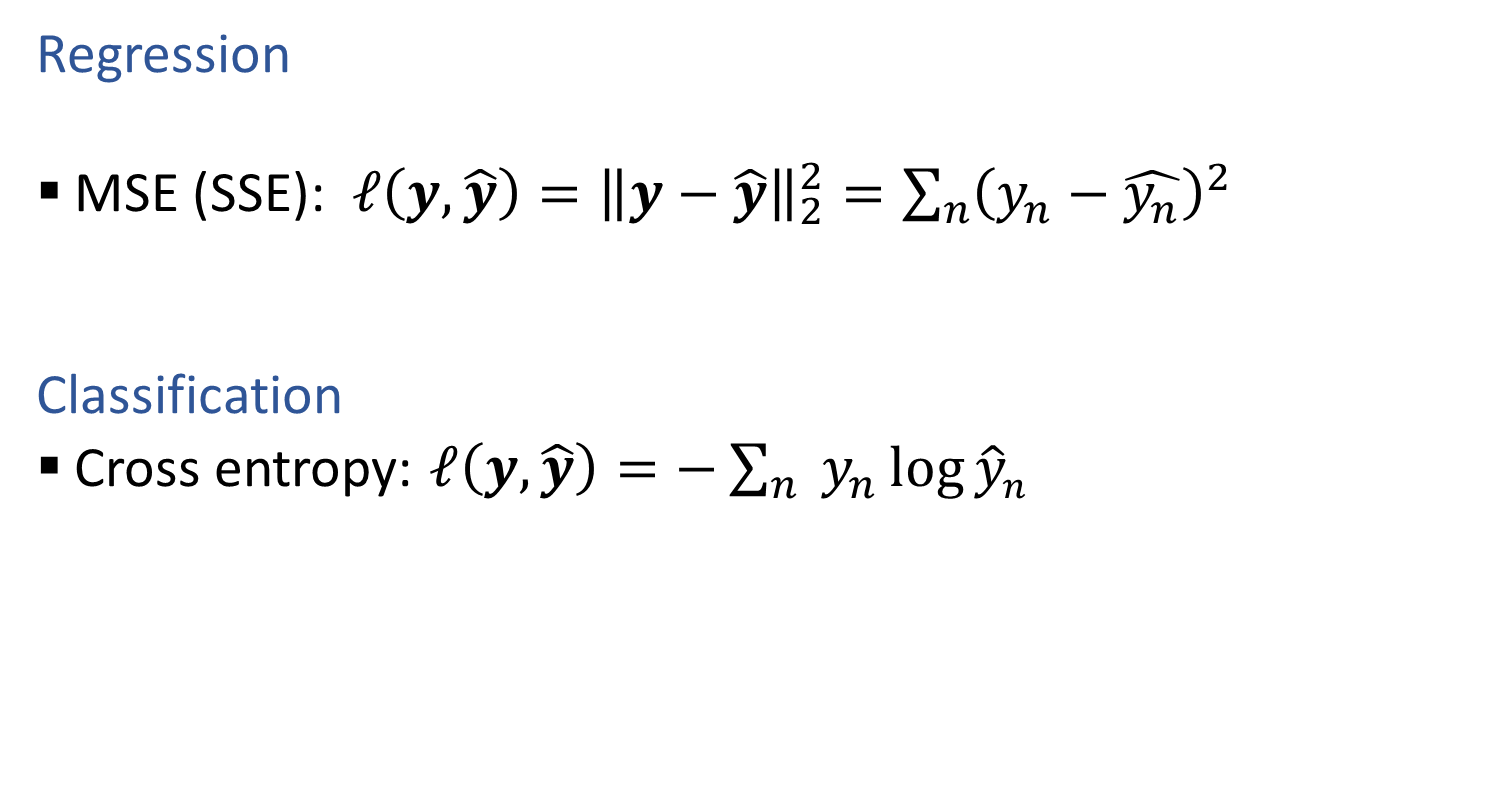 Regression
▪ MSE (SSE): ℓ(𝒚, 𝒚̂) = ‖𝒚 − 𝒚̂‖₂² = ∑ₙ(yₙ − ŷₙ)²
Classification
▪ Cross entropy: ℓ(𝒚, 𝒚̂) = − ∑ₙ yₙ log ŷₙ